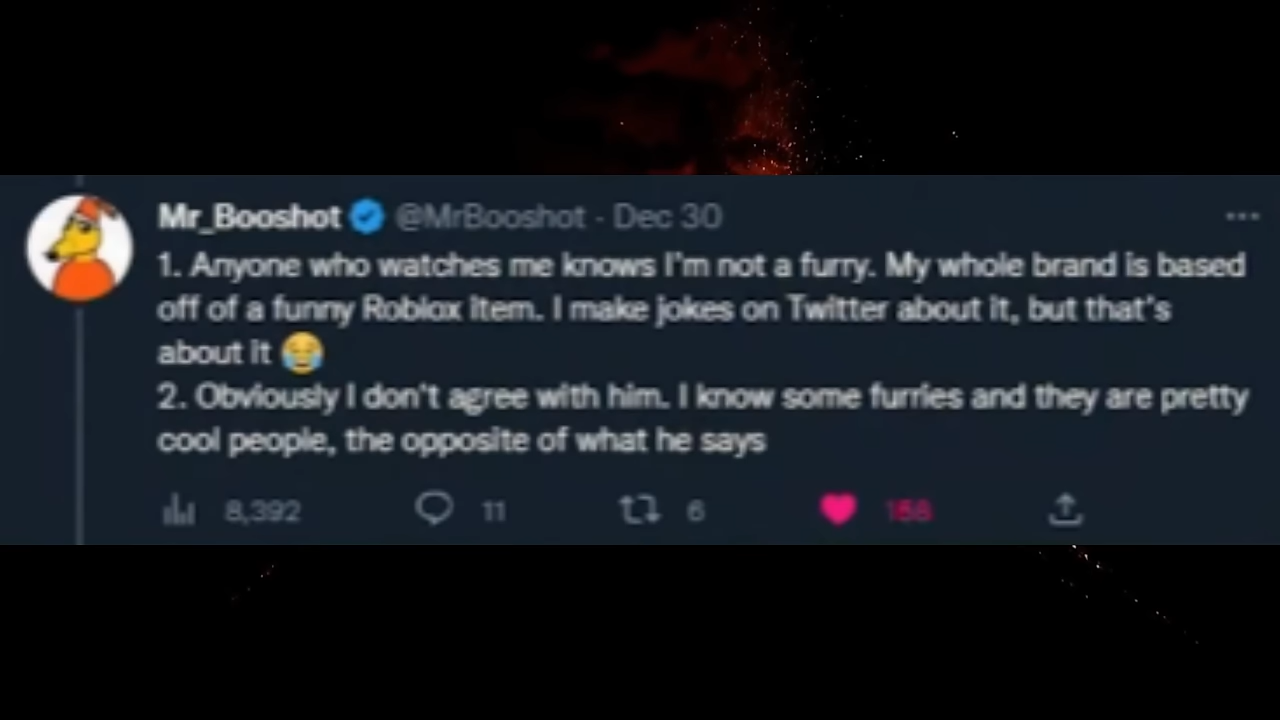 Mr_Booshot @MrBooshot · Dec 30
1. Anyone who watches me knows I'm not a furry. My whole brand is based
off of a funny Roblox item. I make jokes on Twitter about it, but that's
about it 😂
2. Obviously I don't agree with him. I know some furries and they are pretty
cool people, the opposite of what he says
8,392 11 6 158